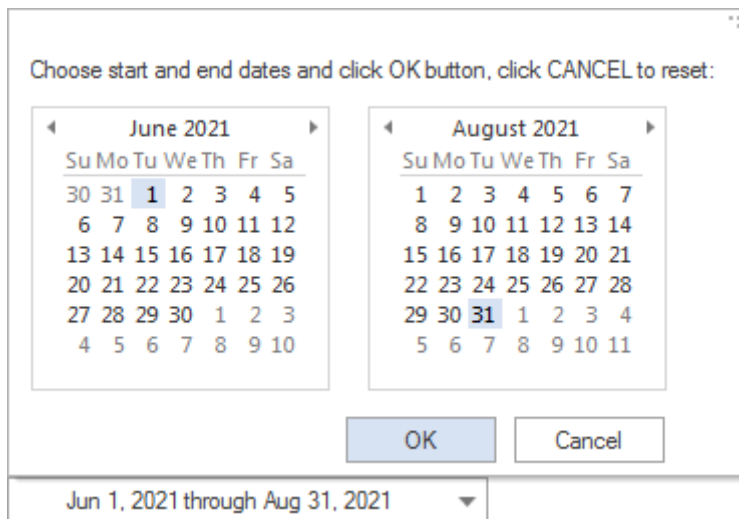 Choose start and end dates and click OK button, click CANCEL to reset:
June 2021
Su Mo Tu We Th Fr Sa
30 31 1 2 3 4 5
6 7 8 9 10 11 12
13 14 15 16 17 18 19
20 21 22 23 24 25 26
27 28 29 30 1 2 3
4 5 6 7 8 9 10
August 2021
Su Mo Tu We Th Fr Sa
1 2 3 4 5 6 7
8 9 10 11 12 13 14
15 16 17 18 19 20 21
22 23 24 25 26 27 28
29 30 31 1 2 3 4
5 6 7 8 9 10 11
OK Cancel
Jun 1, 2021 through Aug 31, 2021